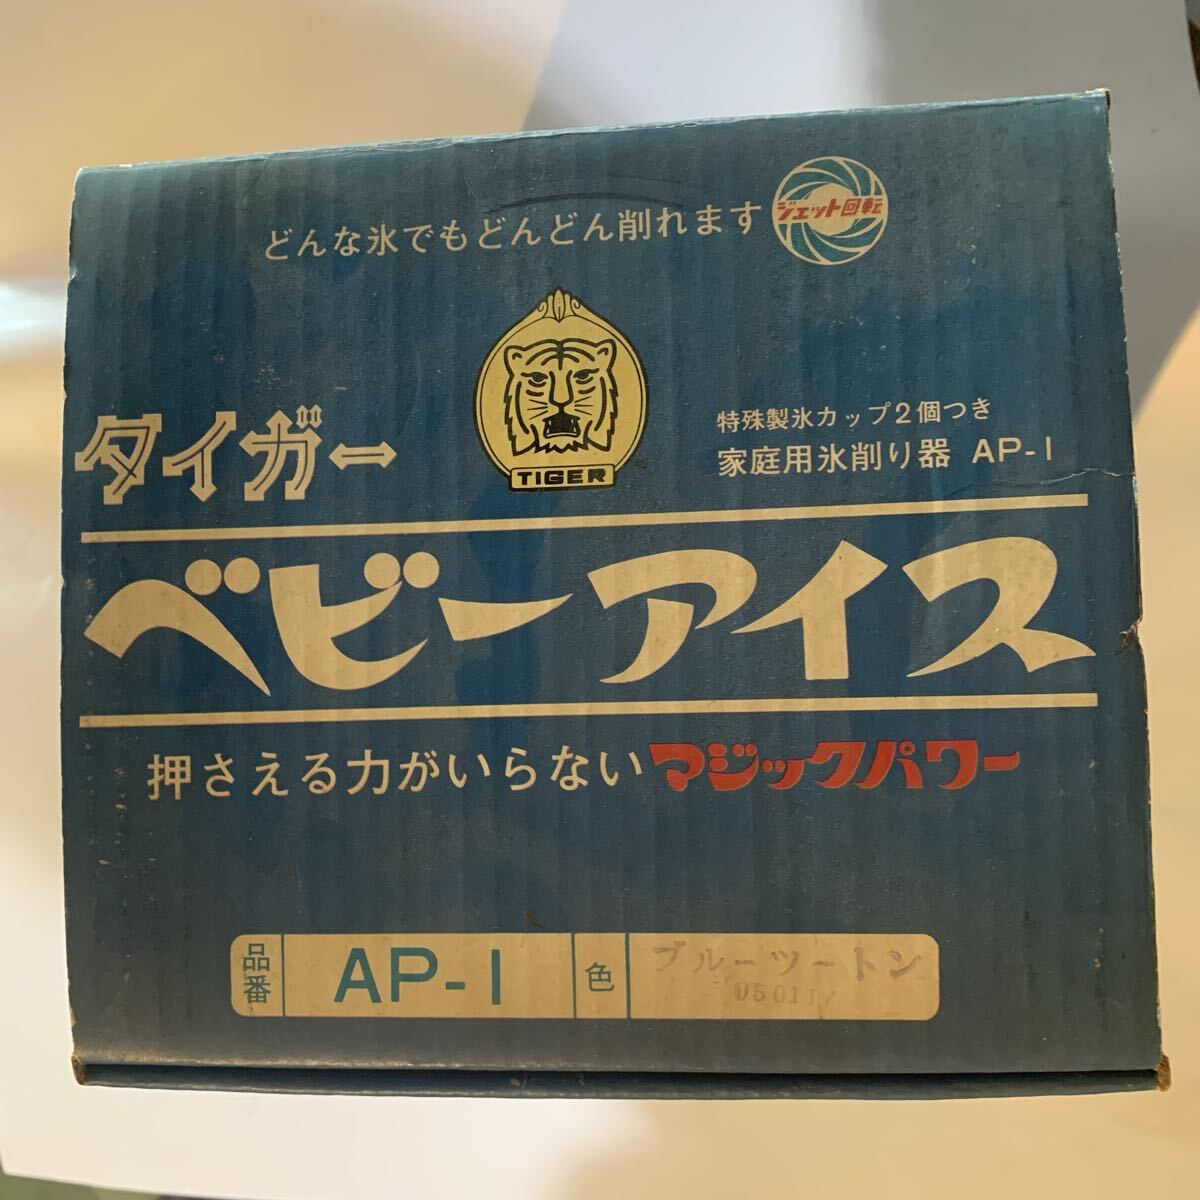 どんな氷でもどんどん削れます
ジェット回転
TIGER
タイガー
特殊製氷カップ2個つき
家庭用氷削り器 AP-1
ベビーアイス
押さえる力がいらないマジックパワー
品番 AP-1 色 ブルーツートン